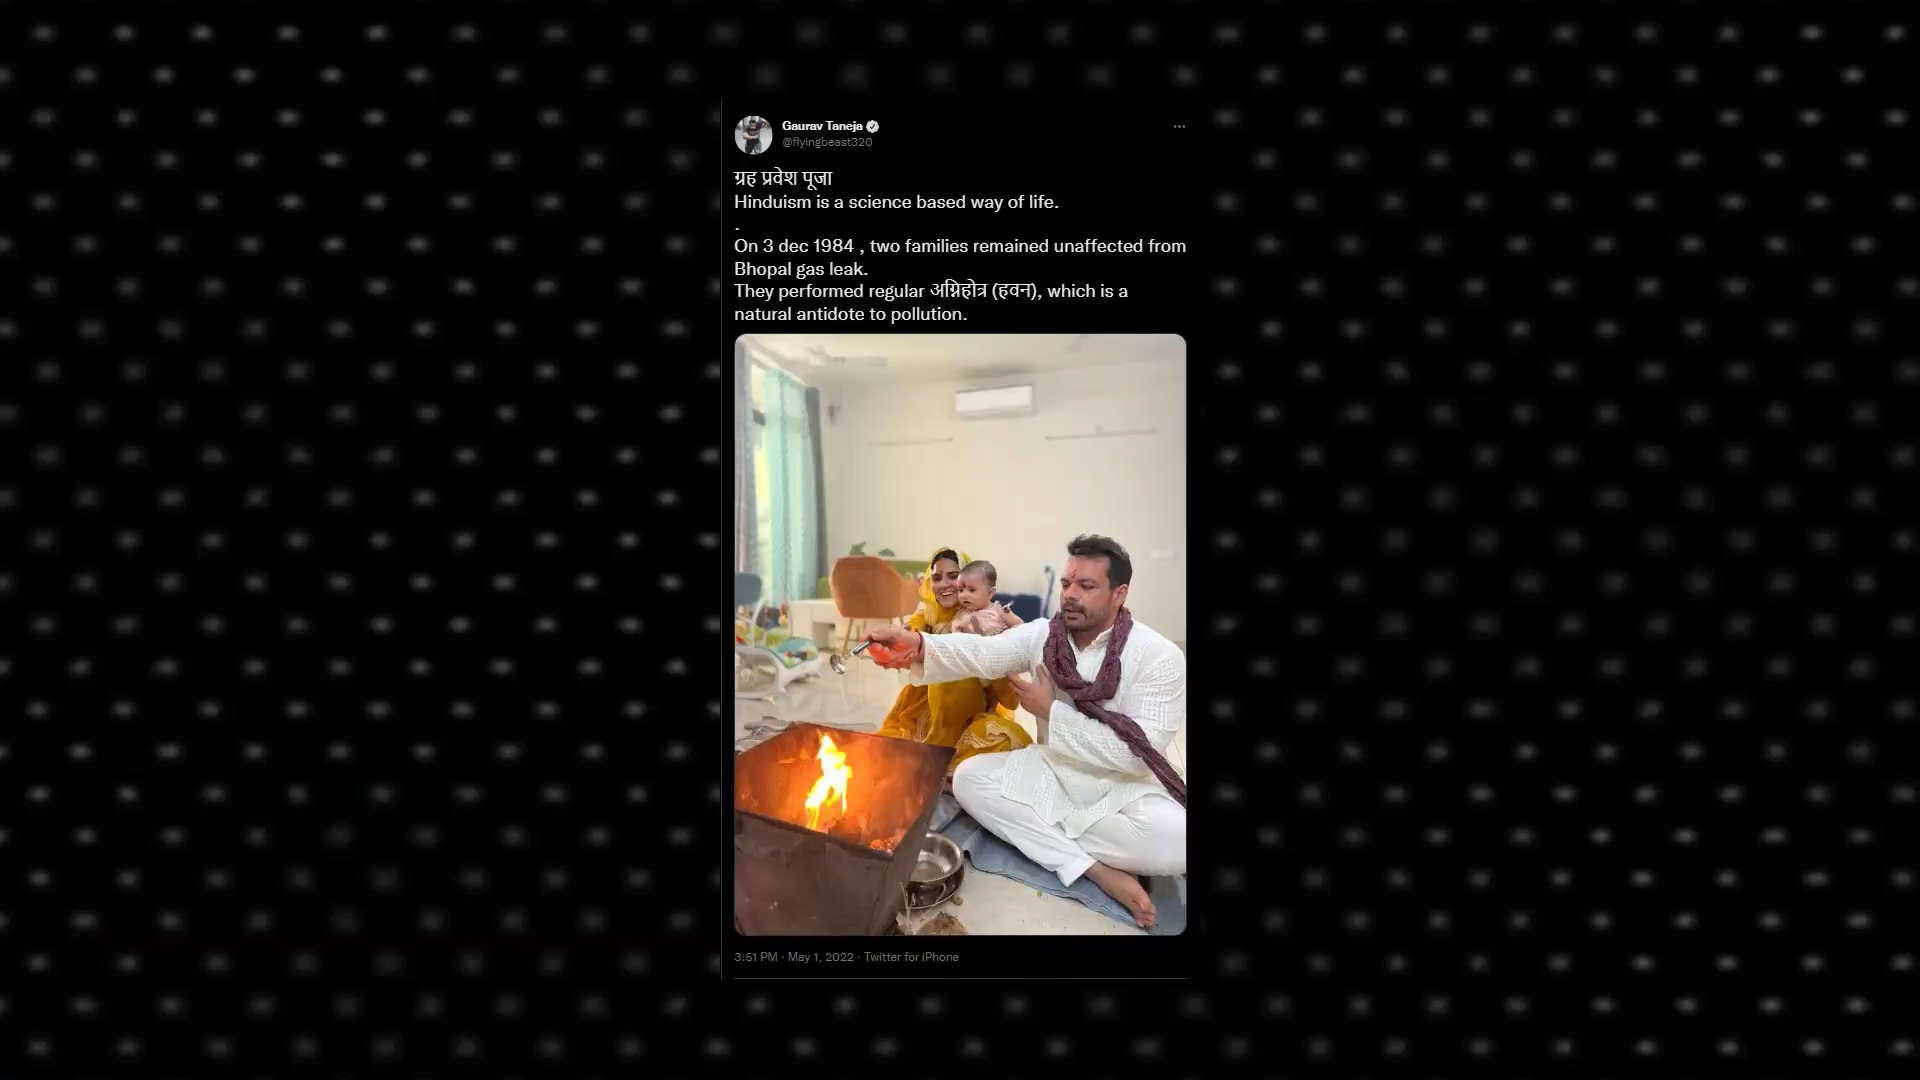 Gaurav Taneja
@flyingbeast320
ग्रह प्रवेश पूजा
Hinduism is a science based way of life.
.
On 3 dec 1984 , two families remained unaffected from
Bhopal gas leak.
They performed regular अग्निहोत्र (हवन), which is a
natural antidote to pollution.
3:51 PM · May 1, 2022 · Twitter for iPhone